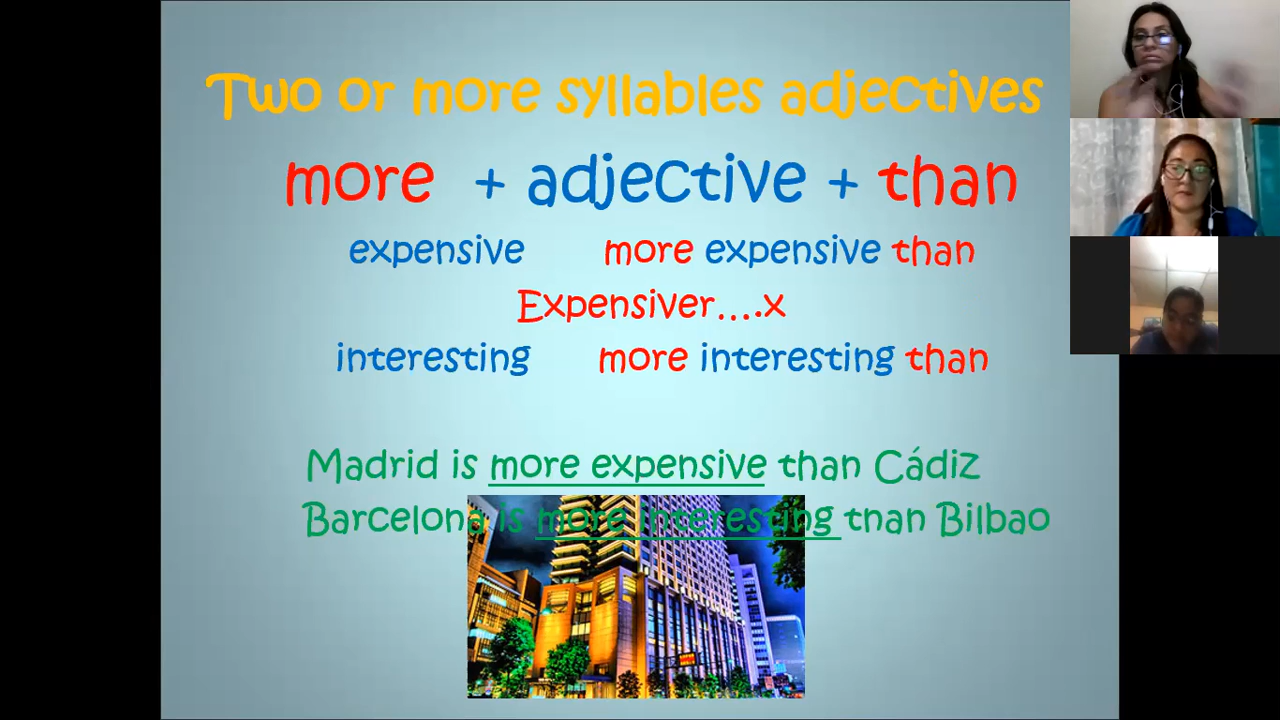 Two or more syllables adjectives
more + adjective + than
expensive more expensive than
Expensiver....x
interesting more interesting than
Madrid is more expensive than Cádiz
Barcelona is more interesting than Bilbao